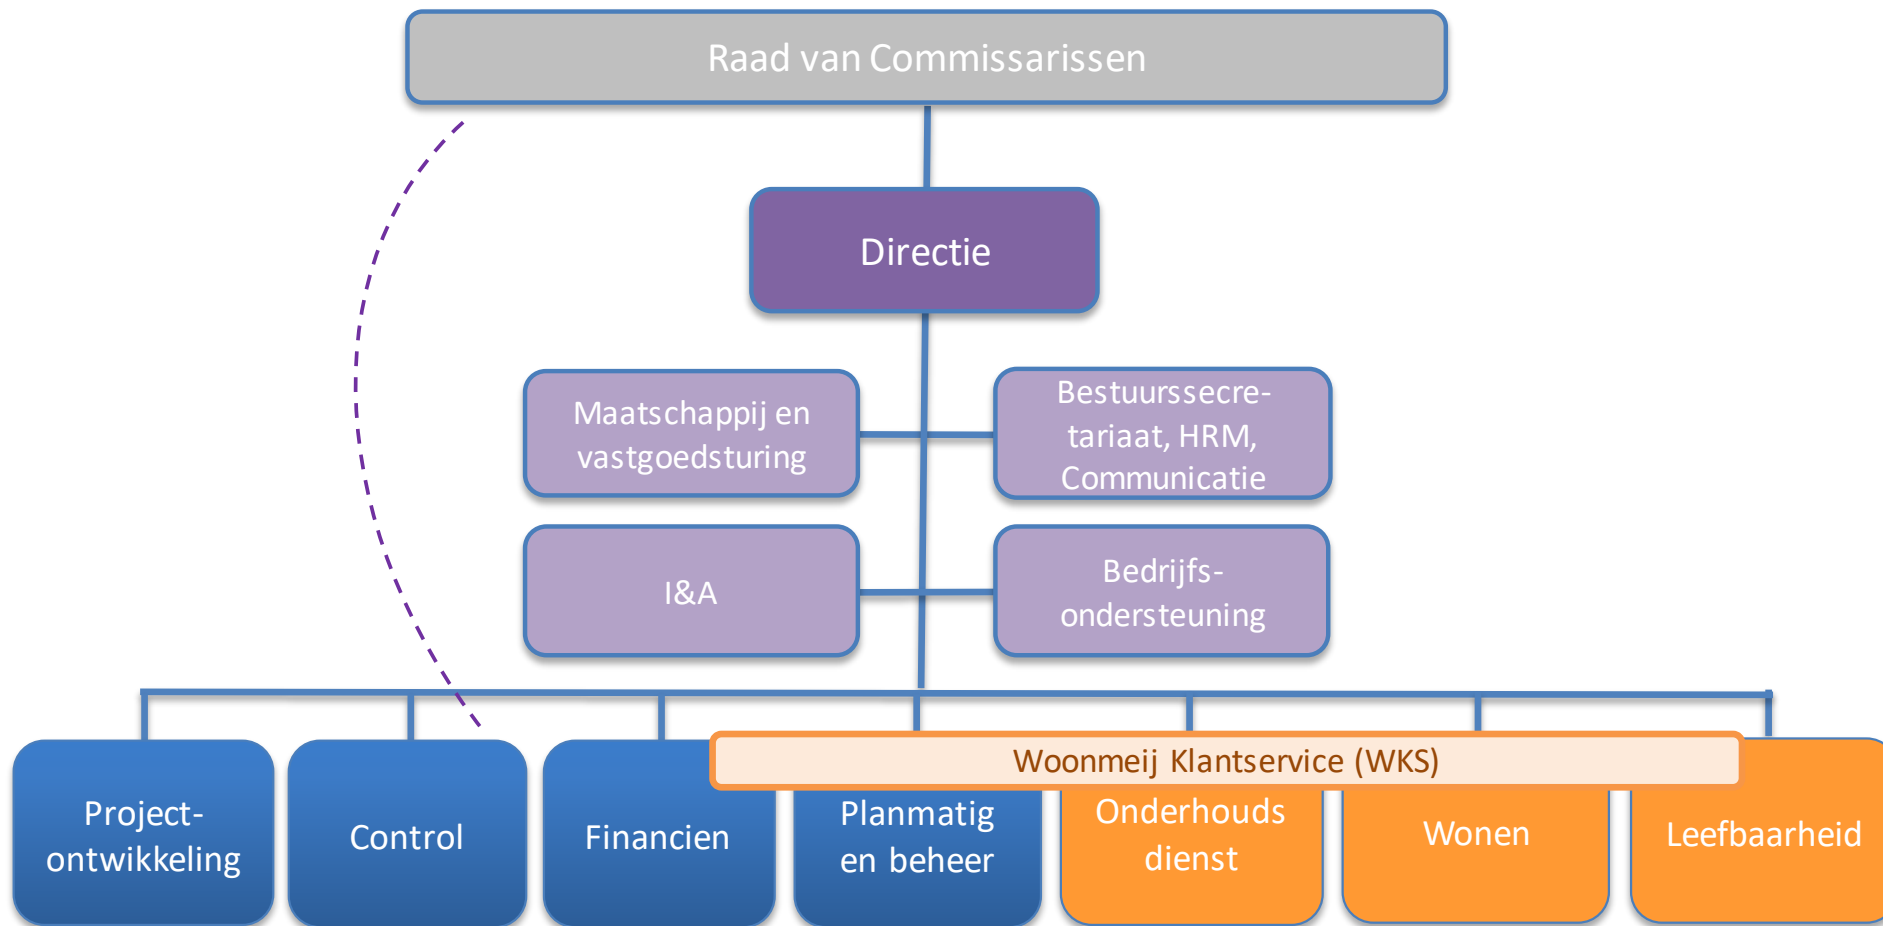 Raad van Commissarissen
Directie
Maatschappij en
vastgoedsturing
Bestuurssecre-
tariaat, HRM,
Communicatie
I&A
Bedrijfs-
ondersteuning
Woonmeij Klantservice (WKS)
Project-
ontwikkeling
Control
Financien
Planmatig
en beheer
Onderhouds
dienst
Wonen
Leefbaarheid